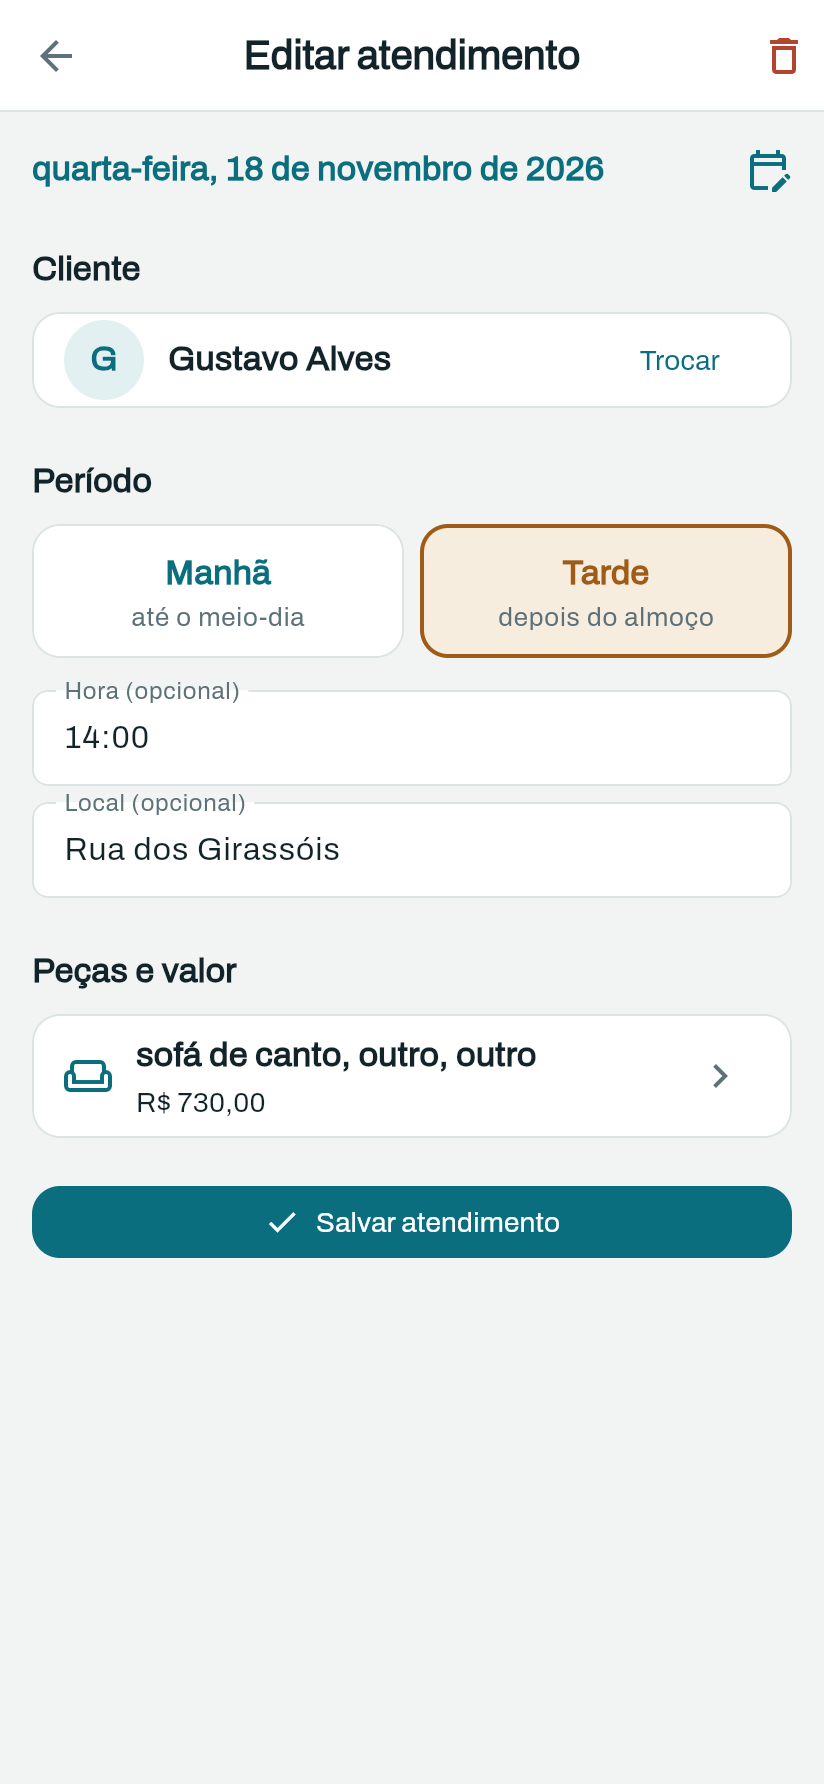 Editar atendimento
quarta-feira, 18 de novembro de 2026
Cliente
G
Gustavo Alves
Trocar
Período
Manhã
até o meio-dia
Tarde
depois do almoço
Hora (opcional)
14:00
Local (opcional)
Rua dos Girassóis
Peças e valor
sofá de canto, outro, outro
R$ 730,00
Salvar atendimento